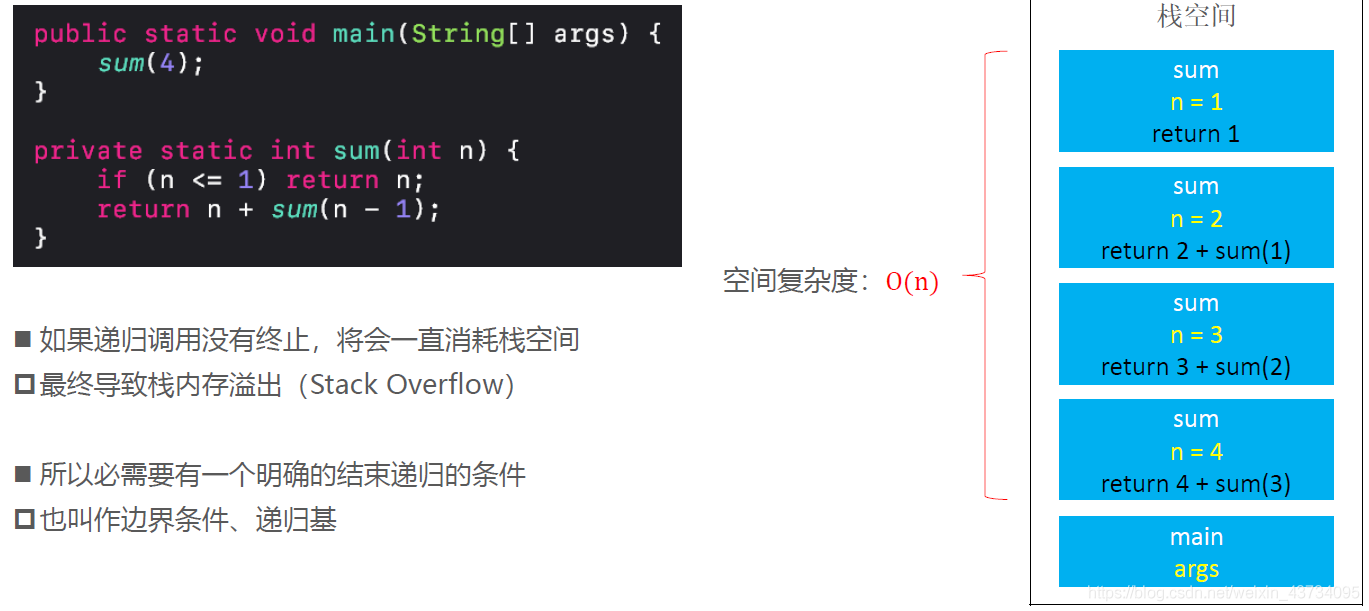 public static void main(String[] args) {
    sum(4);
}
private static int sum(int n) {
    if (n <= 1) return n;
    return n + sum(n - 1);
}
■ 如果递归调用没有终止，将会一直消耗栈空间
最终导致栈内存溢出（Stack Overflow）
■ 所以必需要有一个明确的结束递归的条件
也叫作边界条件、递归基
空间复杂度：O(n)
栈空间
sum
n = 1
return 1
sum
n = 2
return 2 + sum(1)
sum
n = 3
return 3 + sum(2)
sum
n = 4
return 4 + sum(3)
main
args
https://blog.csdn.net/weixin_43734095